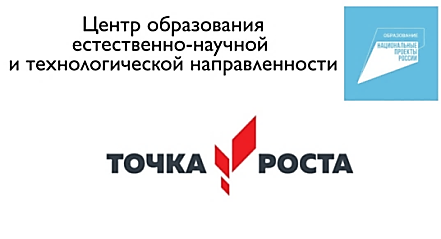 Центр образования
естественно-научной
и технологической направленности
ОБРАЗОВАНИЕ
НАЦИОНАЛЬНЫЕ
ПРОЕКТЫ
РОССИИ
ТОЧКА РОСТА